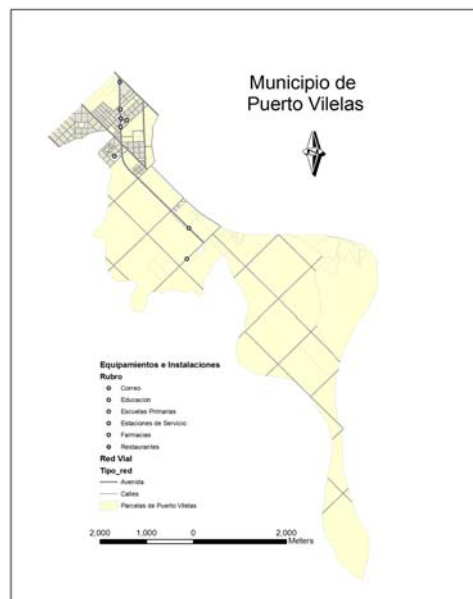 Municipio de
Puerto Vilelas
Equipamientos e Instalaciones
Rubro
Correo
Educacion
Escuelas Primarias
Estaciones de Servicio
Farmacias
Restaurantes
Red Vial
Tipo_red
Avenida
Calles
Parcelas de Puerto Vilelas
2,000 1,000 0 2,000
Meters